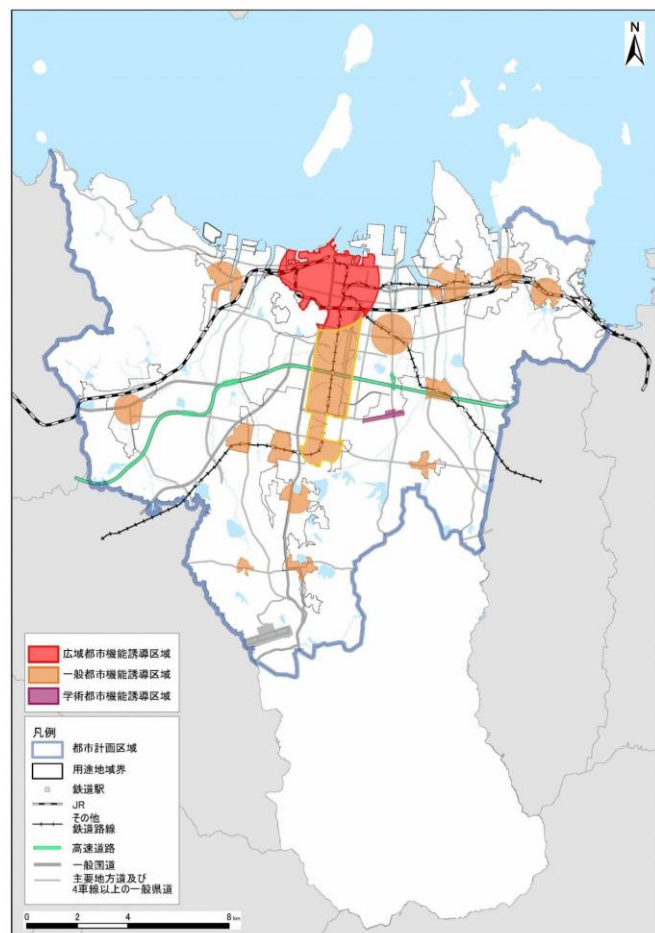 N
広域都市機能誘導区域
一般都市機能誘導区域
学術都市機能誘導区域
凡例
都市計画区域
用途地域界
鉄道駅
JR
その他
鉄道路線
高速道路
一般国道
主要地方道及び
4車線以上の一般県道
0 2 4 8 km